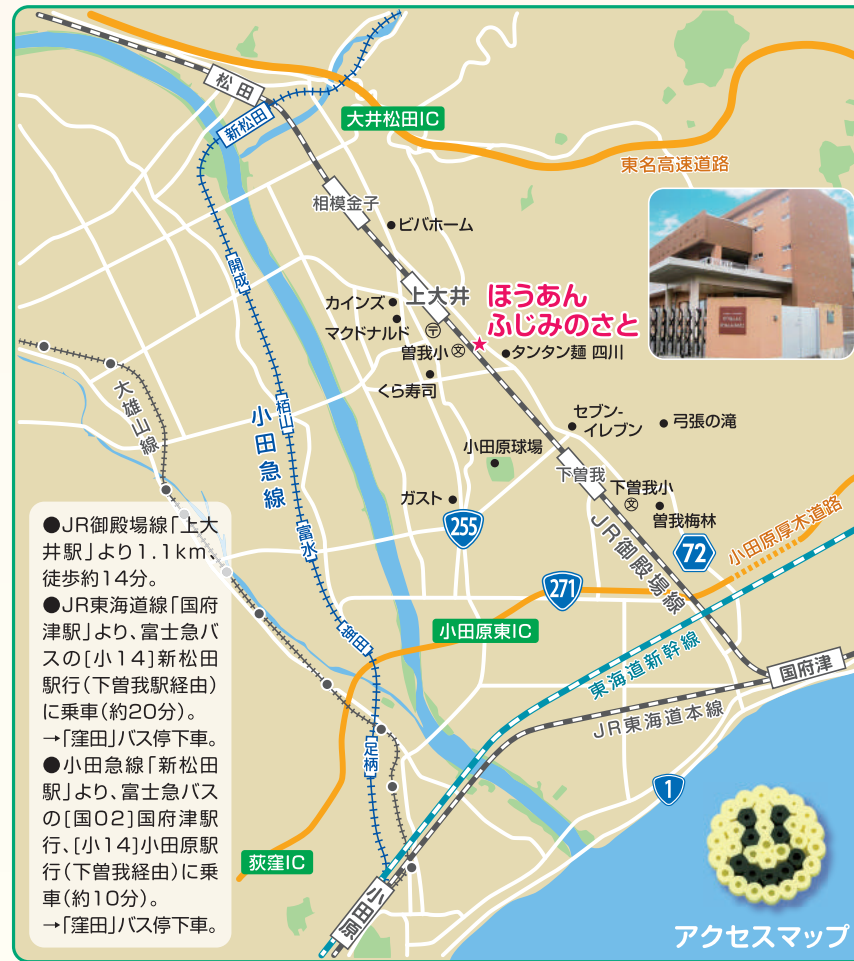 松田
新松田
大井松田IC
東名高速道路
相模金子
ビバホーム
開成
上大井
ほうあん
ふじみのさと
カインズ
マクドナルド
〒
曽我小
文
タンタン麺 四川
くら寿司
大雄山線
栢山
小田急線
セブン-
イレブン
弓張の滝
小田原球場
下曽我
下曽我小
文
曽我梅林
ガスト
255
富水
72
JR御殿場線
小田原厚木道路
271
小田原東IC
蛍田
東海道新幹線
国府津
JR東海道本線
足柄
1
荻窪IC
小田原
●JR御殿場線「上大
井駅」より1.1km、
徒歩約14分。
●JR東海道線「国府
津駅」より、富士急バ
スの[小14]新松田
駅行(下曽我駅経由)
に乗車(約20分)。
→「窪田」バス停下車。
●小田急線「新松田
駅」より、富士急バス
の[国02]国府津駅
行、[小14]小田原駅
行(下曽我経由)に乗
車(約10分)。
→「窪田」バス停下車。
アクセスマップ